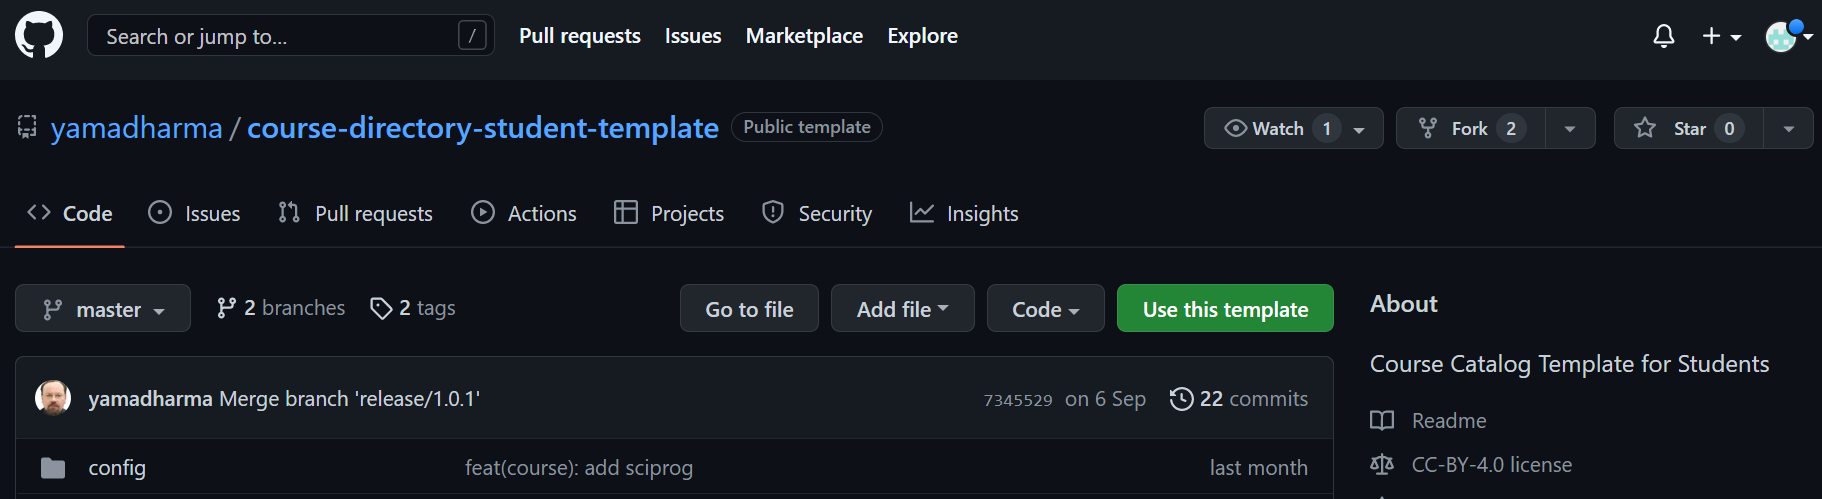 Search or jump to... / Pull requests Issues Marketplace Explore
yamadharma / course-directory-student-template Public template Watch 1 Fork 2 Star 0
Code Issues Pull requests Actions Projects Security Insights
master 2 branches 2 tags Go to file Add file Code Use this template About
Course Catalog Template for Students
yamadharma Merge branch 'release/1.0.1' 7345529 on 6 Sep 22 commits
Readme
config feat(course): add sciprog last month CC-BY-4.0 license